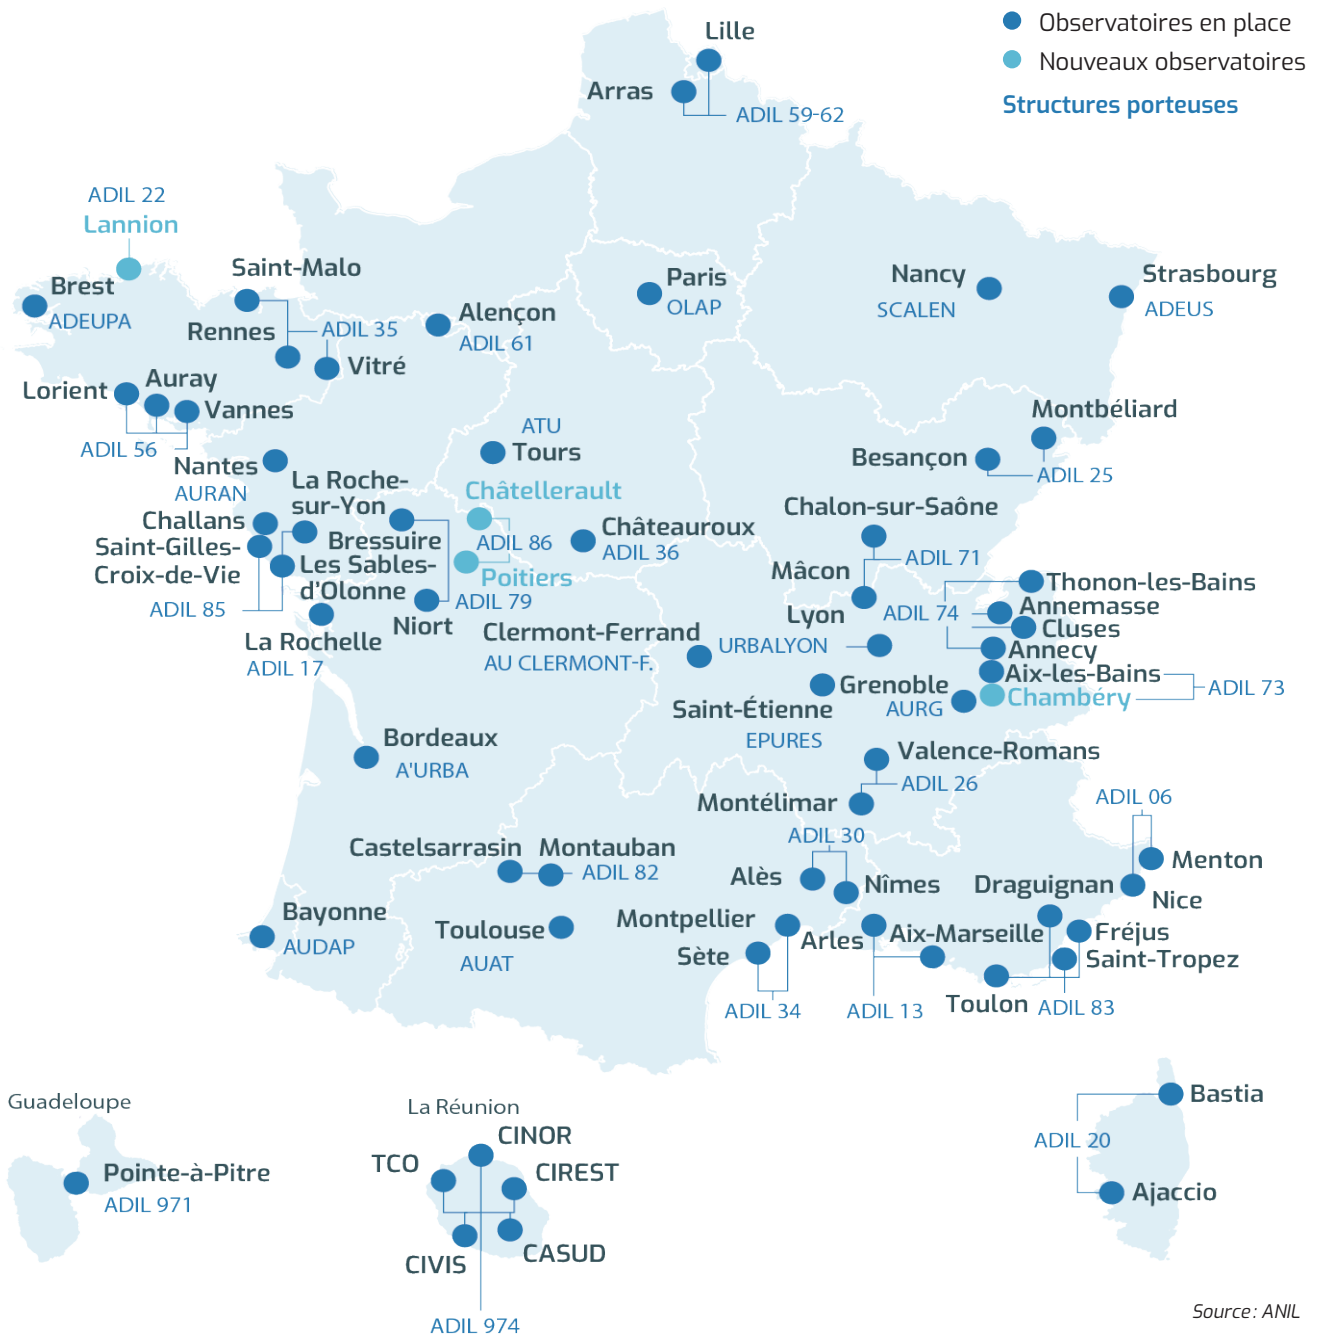 Observatoires en place
Nouveaux observatoires
Structures porteuses
Lille
Arras
ADIL 59-62
ADIL 22
Lannion
Brest
ADEUPA
Saint-Malo
Rennes
ADIL 35
Vitré
Alençon
ADIL 61
Paris
OLAP
Nancy
SCALEN
Strasbourg
ADEUS
Lorient
Auray
Vannes
ADIL 56
Nantes
AURAN
ATU
Tours
Montbéliard
Besançon
ADIL 25
La Roche-
sur-Yon
Challans
Saint-Gilles-
Croix-de-Vie
ADIL 85
Bressuire
Les Sables-
d'Olonne
Châtellerault
ADIL 86
Poitiers
ADIL 79
Niort
Châteauroux
ADIL 36
Chalon-sur-Saône
ADIL 71
Mâcon
La Rochelle
ADIL 17
Clermont-Ferrand
AU CLERMONT-F.
Lyon
URBALYON
ADIL 74
Thonon-les-Bains
Annemasse
Cluses
Annecy
Aix-les-Bains
Chambéry
ADIL 73
Grenoble
AURG
Saint-Étienne
EPURES
Bordeaux
A'URBA
Valence-Romans
ADIL 26
Montélimar
ADIL 30
Alès
Nîmes
ADIL 06
Menton
Nice
Castelsarrasin
Montauban
ADIL 82
Bayonne
AUDAP
Toulouse
AUAT
Montpellier
Sète
ADIL 34
Arles
Aix-Marseille
ADIL 13
Draguignan
Fréjus
Saint-Tropez
Toulon
ADIL 83
Guadeloupe
Pointe-à-Pitre
ADIL 971
La Réunion
CINOR
TCO
CIREST
CIVIS
CASUD
ADIL 974
Bastia
ADIL 20
Ajaccio
Source : ANIL